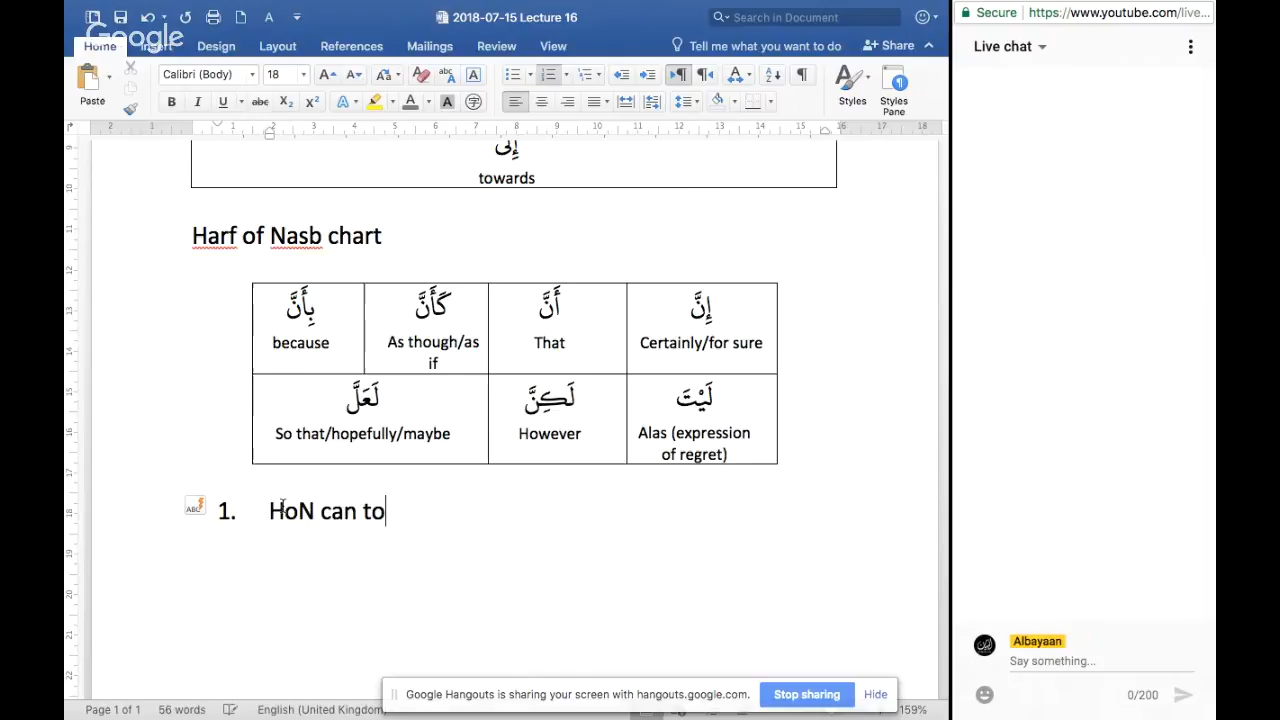 2018-07-15 Lecture 16
Search in Document
Google
Home Insert Design Layout References Mailings Review View
Tell me what you want to do
Share
Paste
Calibri (Body) 18
Styles
Styles Pane
Secure https://www.youtube.com/live...
Live chat
إِلَى
towards
Harf of Nasb chart
بِأَنَّ كَأَنَّ أَنَّ إِنَّ
because As though/as if That Certainly/for sure
لَعَلَّ لَكِنَّ لَيْتَ
So that/hopefully/maybe However Alas (expression of regret)
1. HoN can to
Albayaan
Say something...
0/200
Google Hangouts is sharing your screen with hangouts.google.com. Stop sharing Hide
Page 1 of 1 56 words English (United Kingdom) 159%